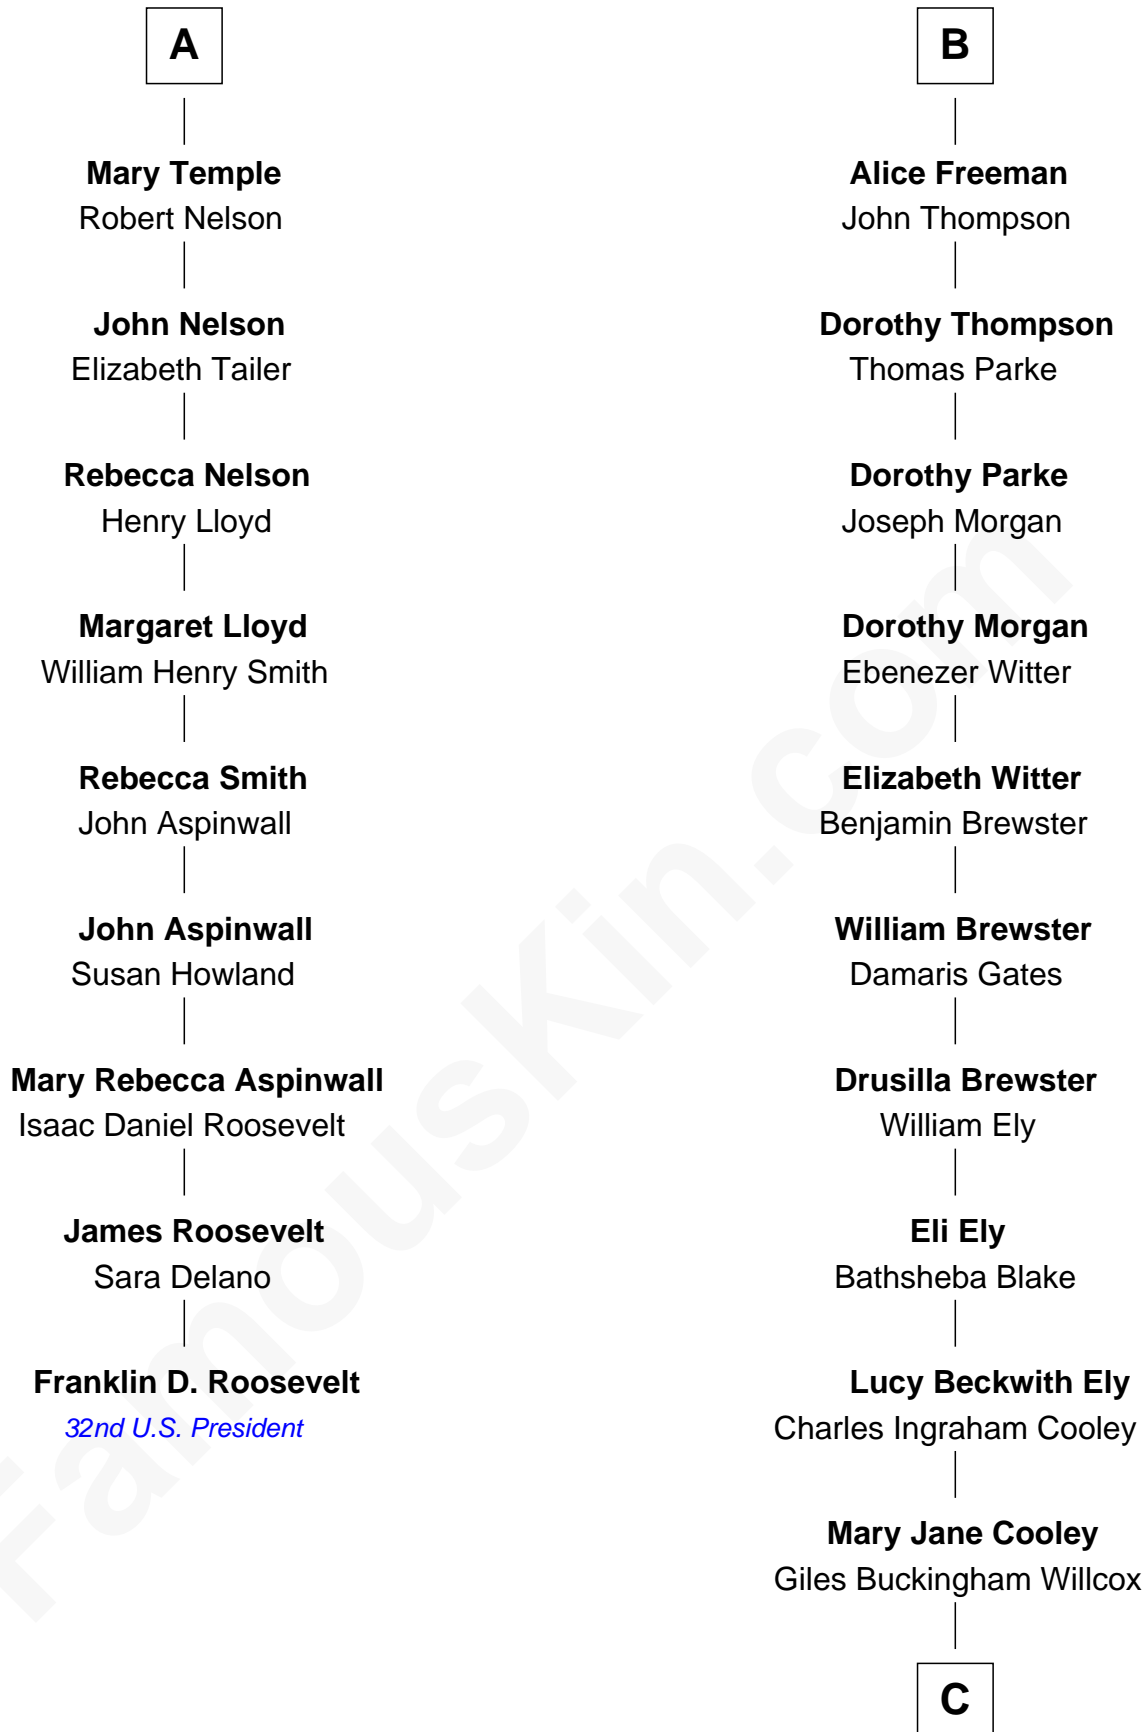 A
Mary Temple
Robert Nelson
John Nelson
Elizabeth Tailer
Rebecca Nelson
Henry Lloyd
Margaret Lloyd
William Henry Smith
Rebecca Smith
John Aspinwall
John Aspinwall
Susan Howland
Mary Rebecca Aspinwall
Isaac Daniel Roosevelt
James Roosevelt
Sara Delano
Franklin D. Roosevelt
32nd U.S. President
B
Alice Freeman
John Thompson
Dorothy Thompson
Thomas Parke
Dorothy Parke
Joseph Morgan
Dorothy Morgan
Ebenezer Witter
Elizabeth Witter
Benjamin Brewster
William Brewster
Damaris Gates
Drusilla Brewster
William Ely
Eli Ely
Bathsheba Blake
Lucy Beckwith Ely
Charles Ingraham Cooley
Mary Jane Cooley
Giles Buckingham Willcox
C
FamousKin.com